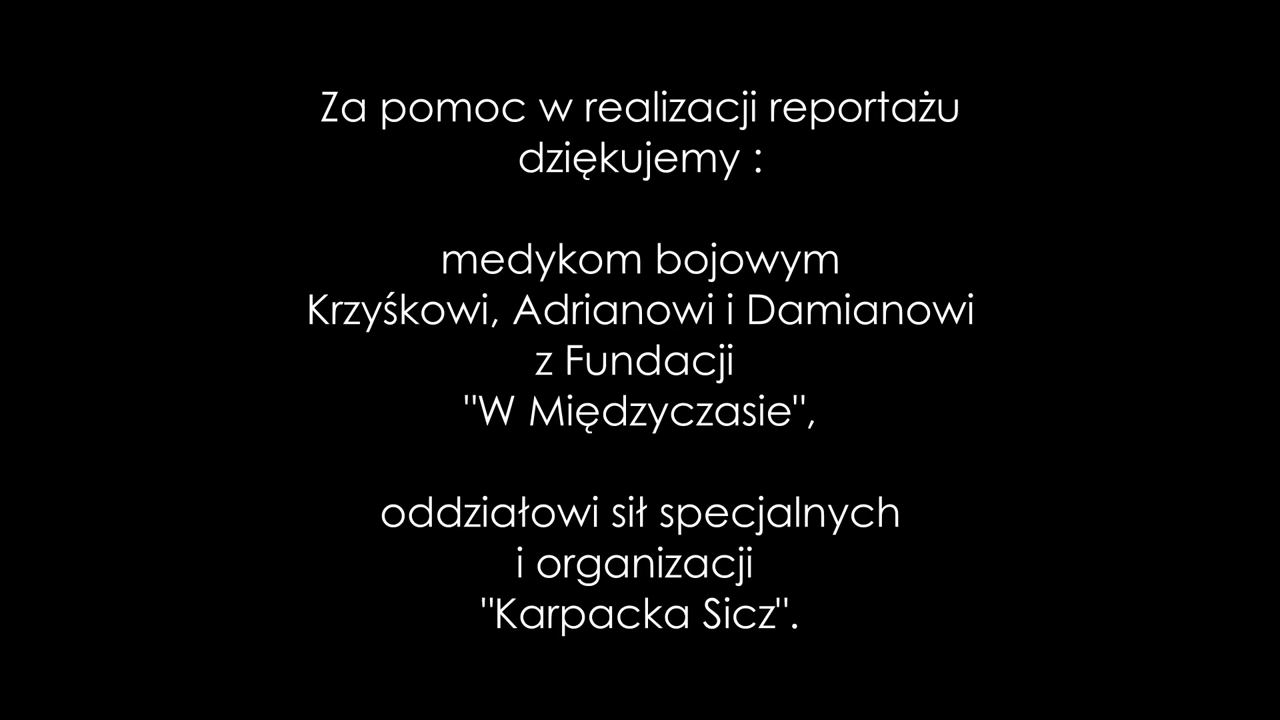 Za pomoc w realizacji reportażu
dziękujemy :
medykom bojowym
Krzyśkowi, Adrianowi i Damianowi
z Fundacji
"W Międzyczasie",
oddziałowi sił specjalnych
i organizacji
"Karpacka Sicz".